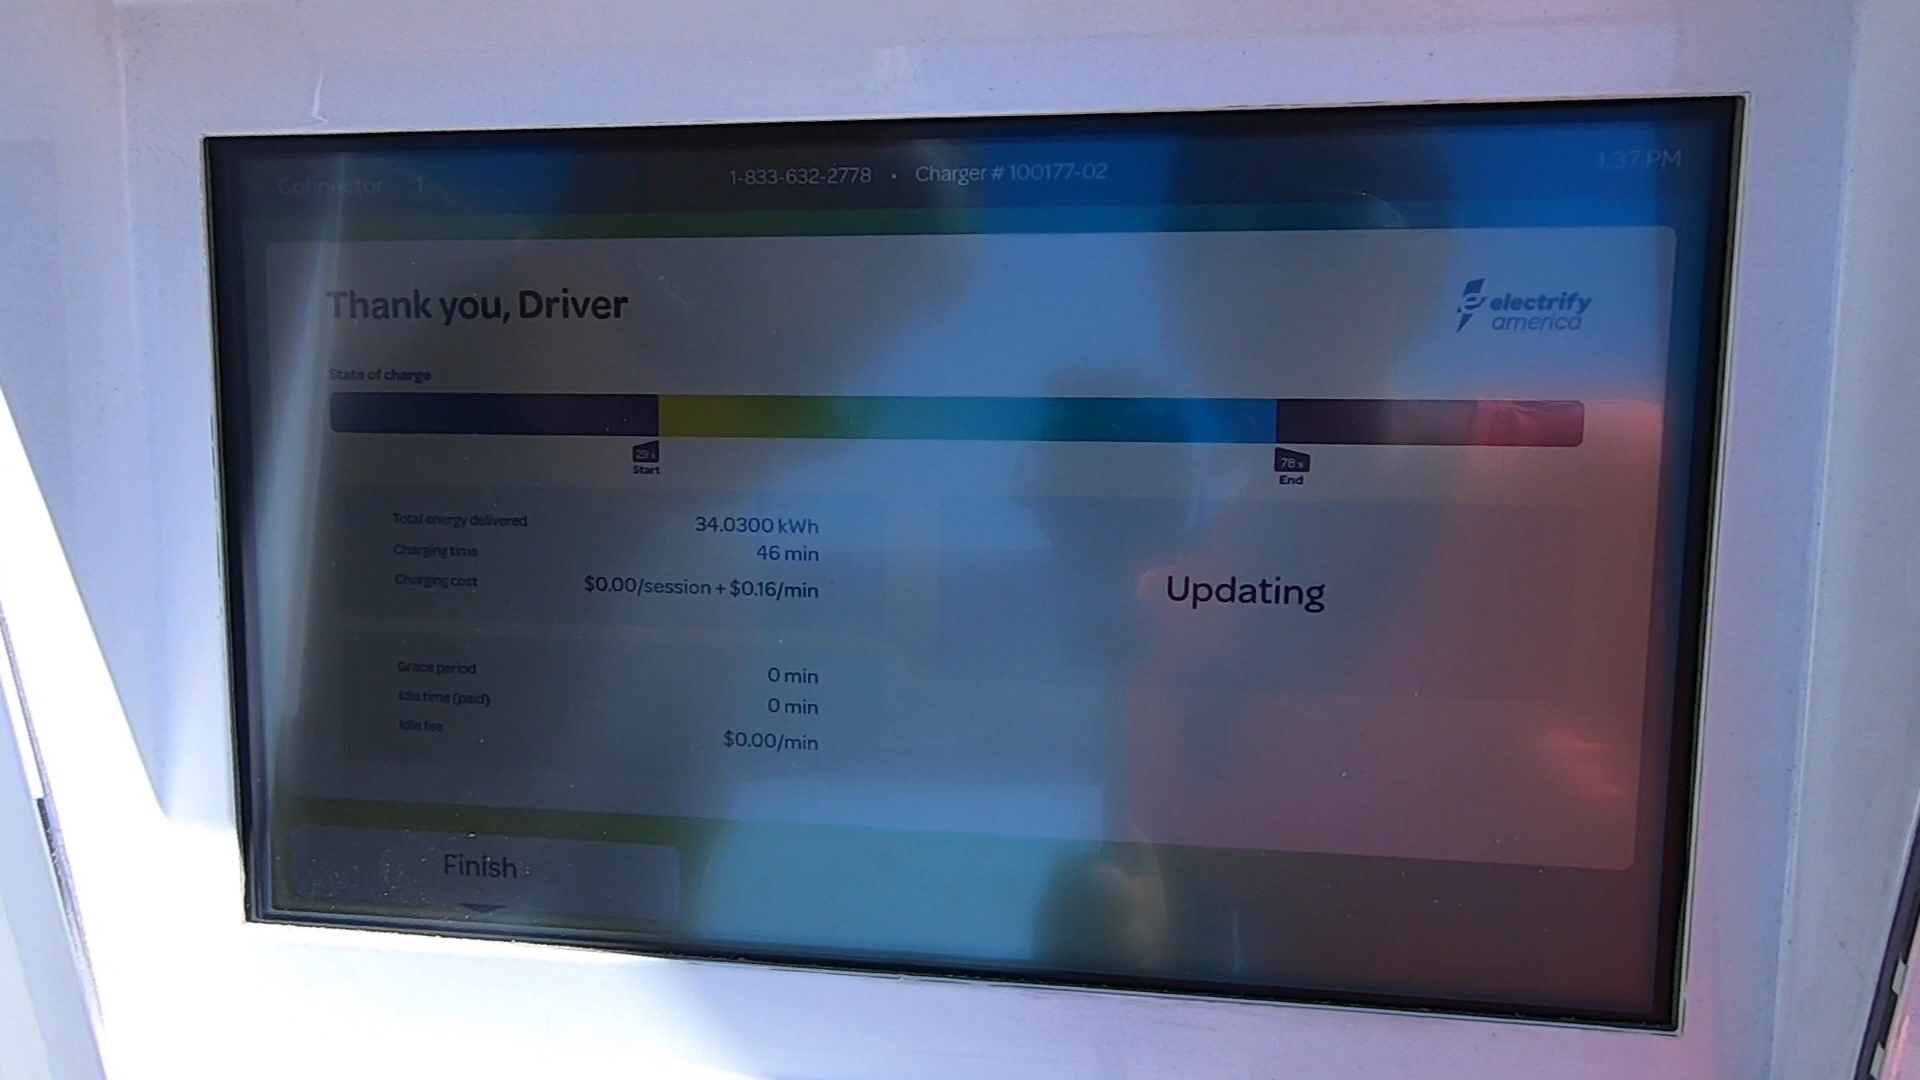 Connector 1
1-833-632-2778 • Charger # 100177-02
1:37 PM
Thank you, Driver
electrify
america
State of charge
29%
Start
78%
End
Total energy delivered 34.0300 kWh
Charging time 46 min
Charging cost $0.00/session + $0.16/min
Updating
Grace period 0 min
Idle time (paid) 0 min
Idle fee $0.00/min
Finish